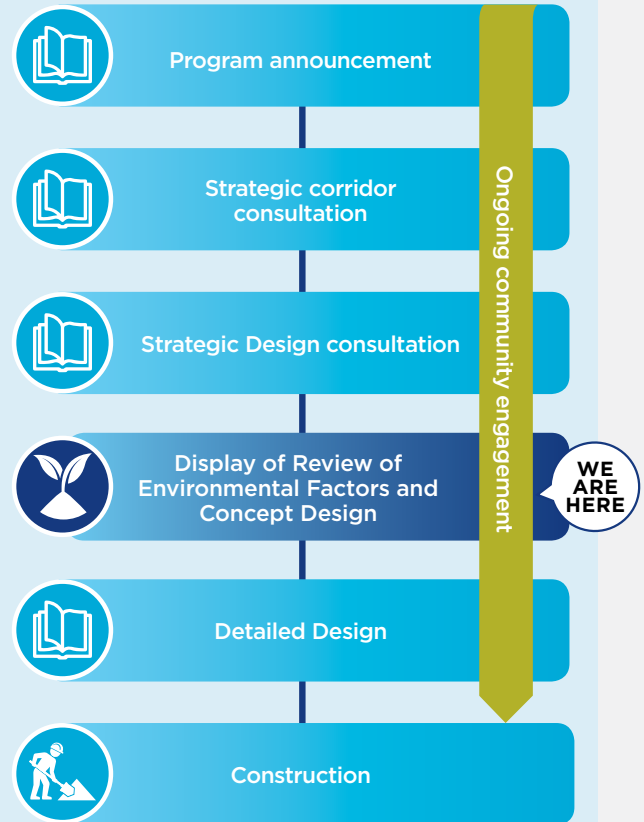 Program announcement
Strategic corridor
consultation
Strategic Design consultation
Display of Review of
Environmental Factors and
Concept Design
WE
ARE
HERE
Detailed Design
Construction
Ongoing community engagement